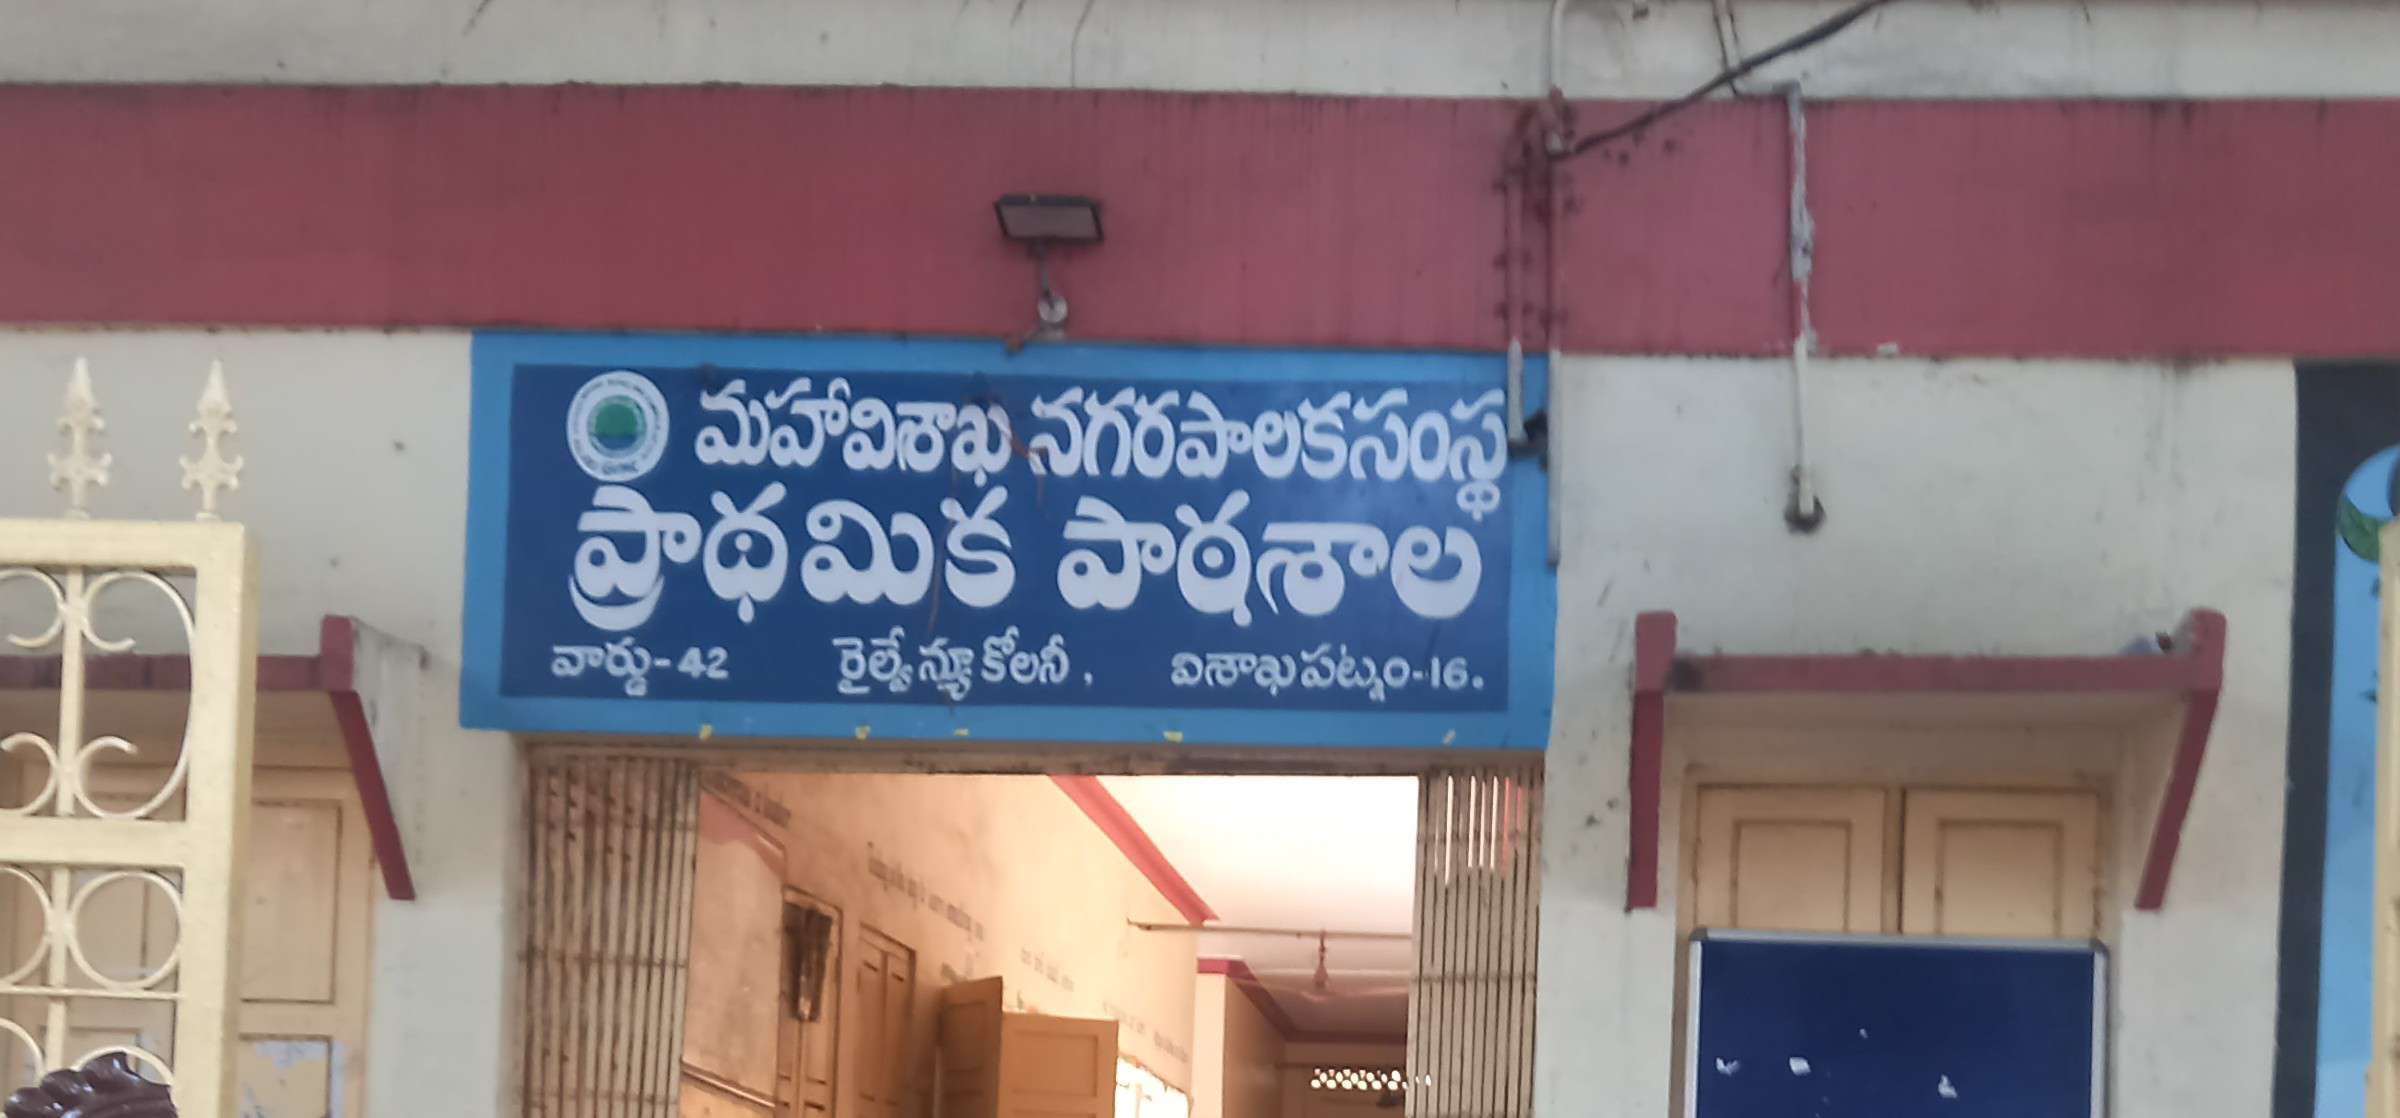 మహావిశాఖ నగరపాలకసంస్థ
ప్రాథమిక పాఠశాల
వార్డు-42 రైల్వే న్యూ కోలనీ, విశాఖపట్నం-16.